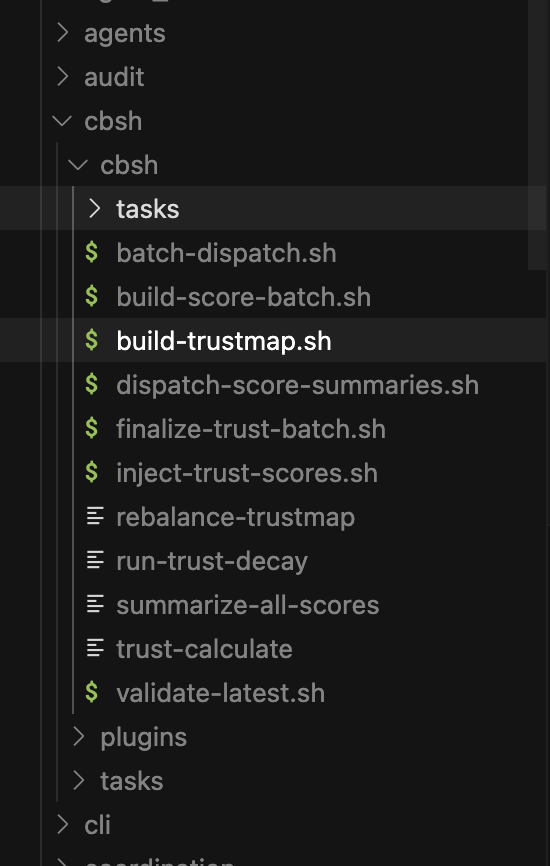 agents
audit
cbsh
cbsh
tasks
$ batch-dispatch.sh
$ build-score-batch.sh
$ build-trustmap.sh
$ dispatch-score-summaries.sh
$ finalize-trust-batch.sh
$ inject-trust-scores.sh
rebalance-trustmap
run-trust-decay
summarize-all-scores
trust-calculate
$ validate-latest.sh
plugins
tasks
cli